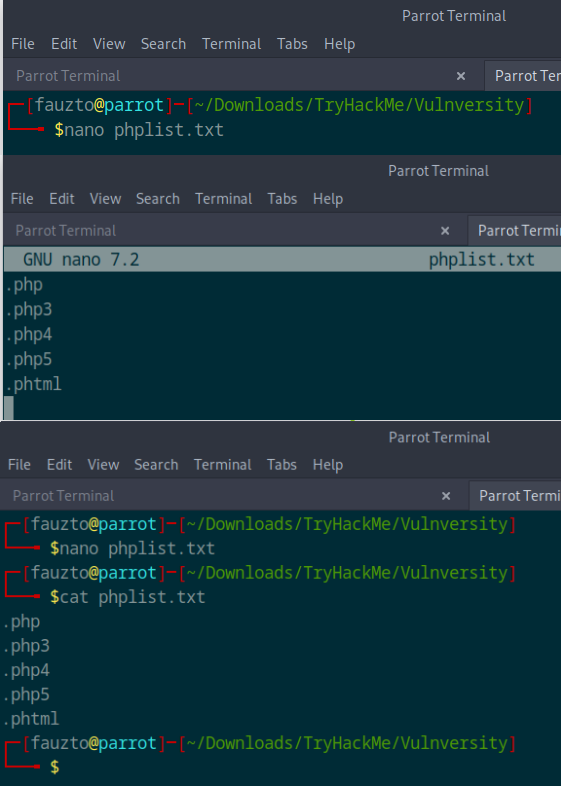 Parrot Terminal
File Edit View Search Terminal Tabs Help
Parrot Terminal × Parrot Ter
┌─[fauzto@parrot]─[~/Downloads/TryHackMe/Vulnversity]
└──╼ $nano phplist.txt
Parrot Terminal
File Edit View Search Terminal Tabs Help
Parrot Terminal × Parrot Termi
GNU nano 7.2 phplist.txt
.php
.php3
.php4
.php5
.phtml
Parrot Terminal
File Edit View Search Terminal Tabs Help
Parrot Terminal × Parrot Termi
┌─[fauzto@parrot]─[~/Downloads/TryHackMe/Vulnversity]
└──╼ $nano phplist.txt
┌─[fauzto@parrot]─[~/Downloads/TryHackMe/Vulnversity]
└──╼ $cat phplist.txt
.php
.php3
.php4
.php5
.phtml
┌─[fauzto@parrot]─[~/Downloads/TryHackMe/Vulnversity]
└──╼ $